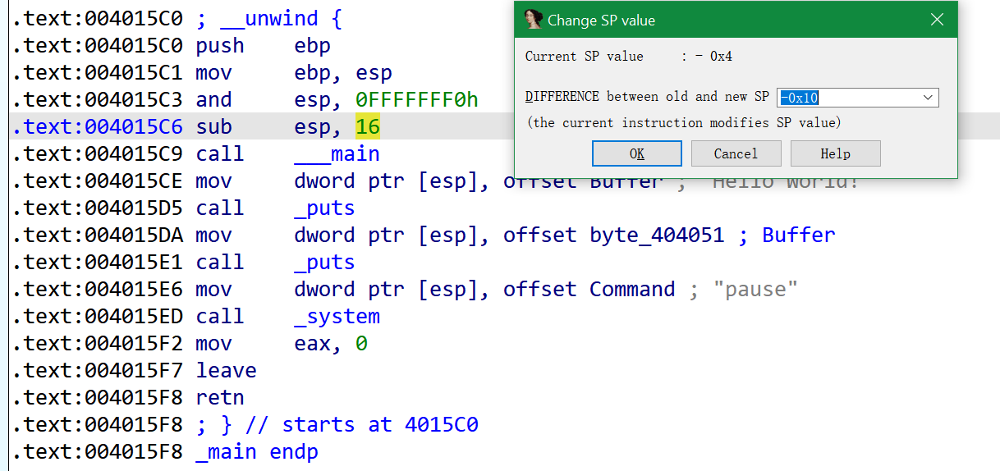 .text:004015C0 ; __unwind {
.text:004015C0 push    ebp
.text:004015C1 mov     ebp, esp
.text:004015C3 and     esp, 0FFFFFFF0h
.text:004015C6 sub     esp, 16
.text:004015C9 call    ___main
.text:004015CE mov     dword ptr [esp], offset Buffer ; "Hello World!"
.text:004015D5 call    _puts
.text:004015DA mov     dword ptr [esp], offset byte_404051 ; Buffer
.text:004015E1 call    _puts
.text:004015E6 mov     dword ptr [esp], offset Command ; "pause"
.text:004015ED call    _system
.text:004015F2 mov     eax, 0
.text:004015F7 leave
.text:004015F8 retn
.text:004015F8 ; } // starts at 4015C0
.text:004015F8 _main endp
Change SP value
Current SP value     : - 0x4
DIFFERENCE between old and new SP -0x10
(the current instruction modifies SP value)
OK Cancel Help